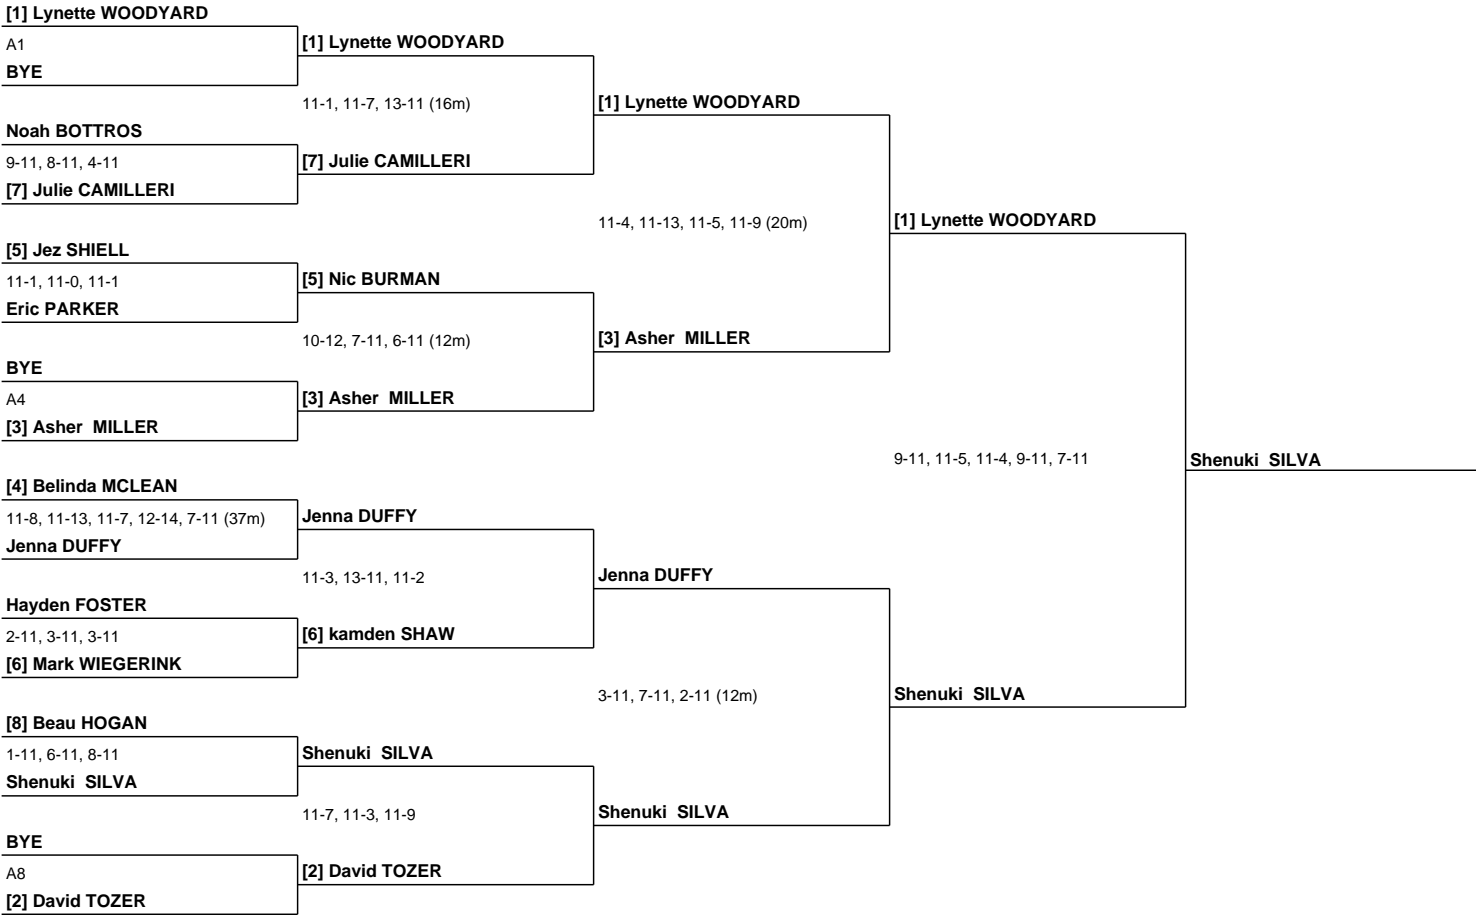 [1] Lynette WOODYARD
A1
BYE
Noah BOTTROS
9-11, 8-11, 4-11
[7] Julie CAMILLERI
[5] Jez SHIELL
11-1, 11-0, 11-1
Eric PARKER
BYE
A4
[3] Asher  MILLER
[4] Belinda MCLEAN
11-8, 11-13, 11-7, 12-14, 7-11 (37m)
Jenna DUFFY
Hayden FOSTER
2-11, 3-11, 3-11
[6] Mark WIEGERINK
[8] Beau HOGAN
1-11, 6-11, 8-11
Shenuki  SILVA
BYE
A8
[2] David TOZER
[1] Lynette WOODYARD
11-1, 11-7, 13-11 (16m)
[7] Julie CAMILLERI
[5] Nic BURMAN
10-12, 7-11, 6-11 (12m)
[3] Asher  MILLER
Jenna DUFFY
11-3, 13-11, 11-2
[6] kamden SHAW
Shenuki  SILVA
11-7, 11-3, 11-9
[2] David TOZER
[1] Lynette WOODYARD
11-4, 11-13, 11-5, 11-9 (20m)
[3] Asher  MILLER
Jenna DUFFY
3-11, 7-11, 2-11 (12m)
Shenuki  SILVA
[1] Lynette WOODYARD
9-11, 11-5, 11-4, 9-11, 7-11
Shenuki  SILVA
Shenuki  SILVA